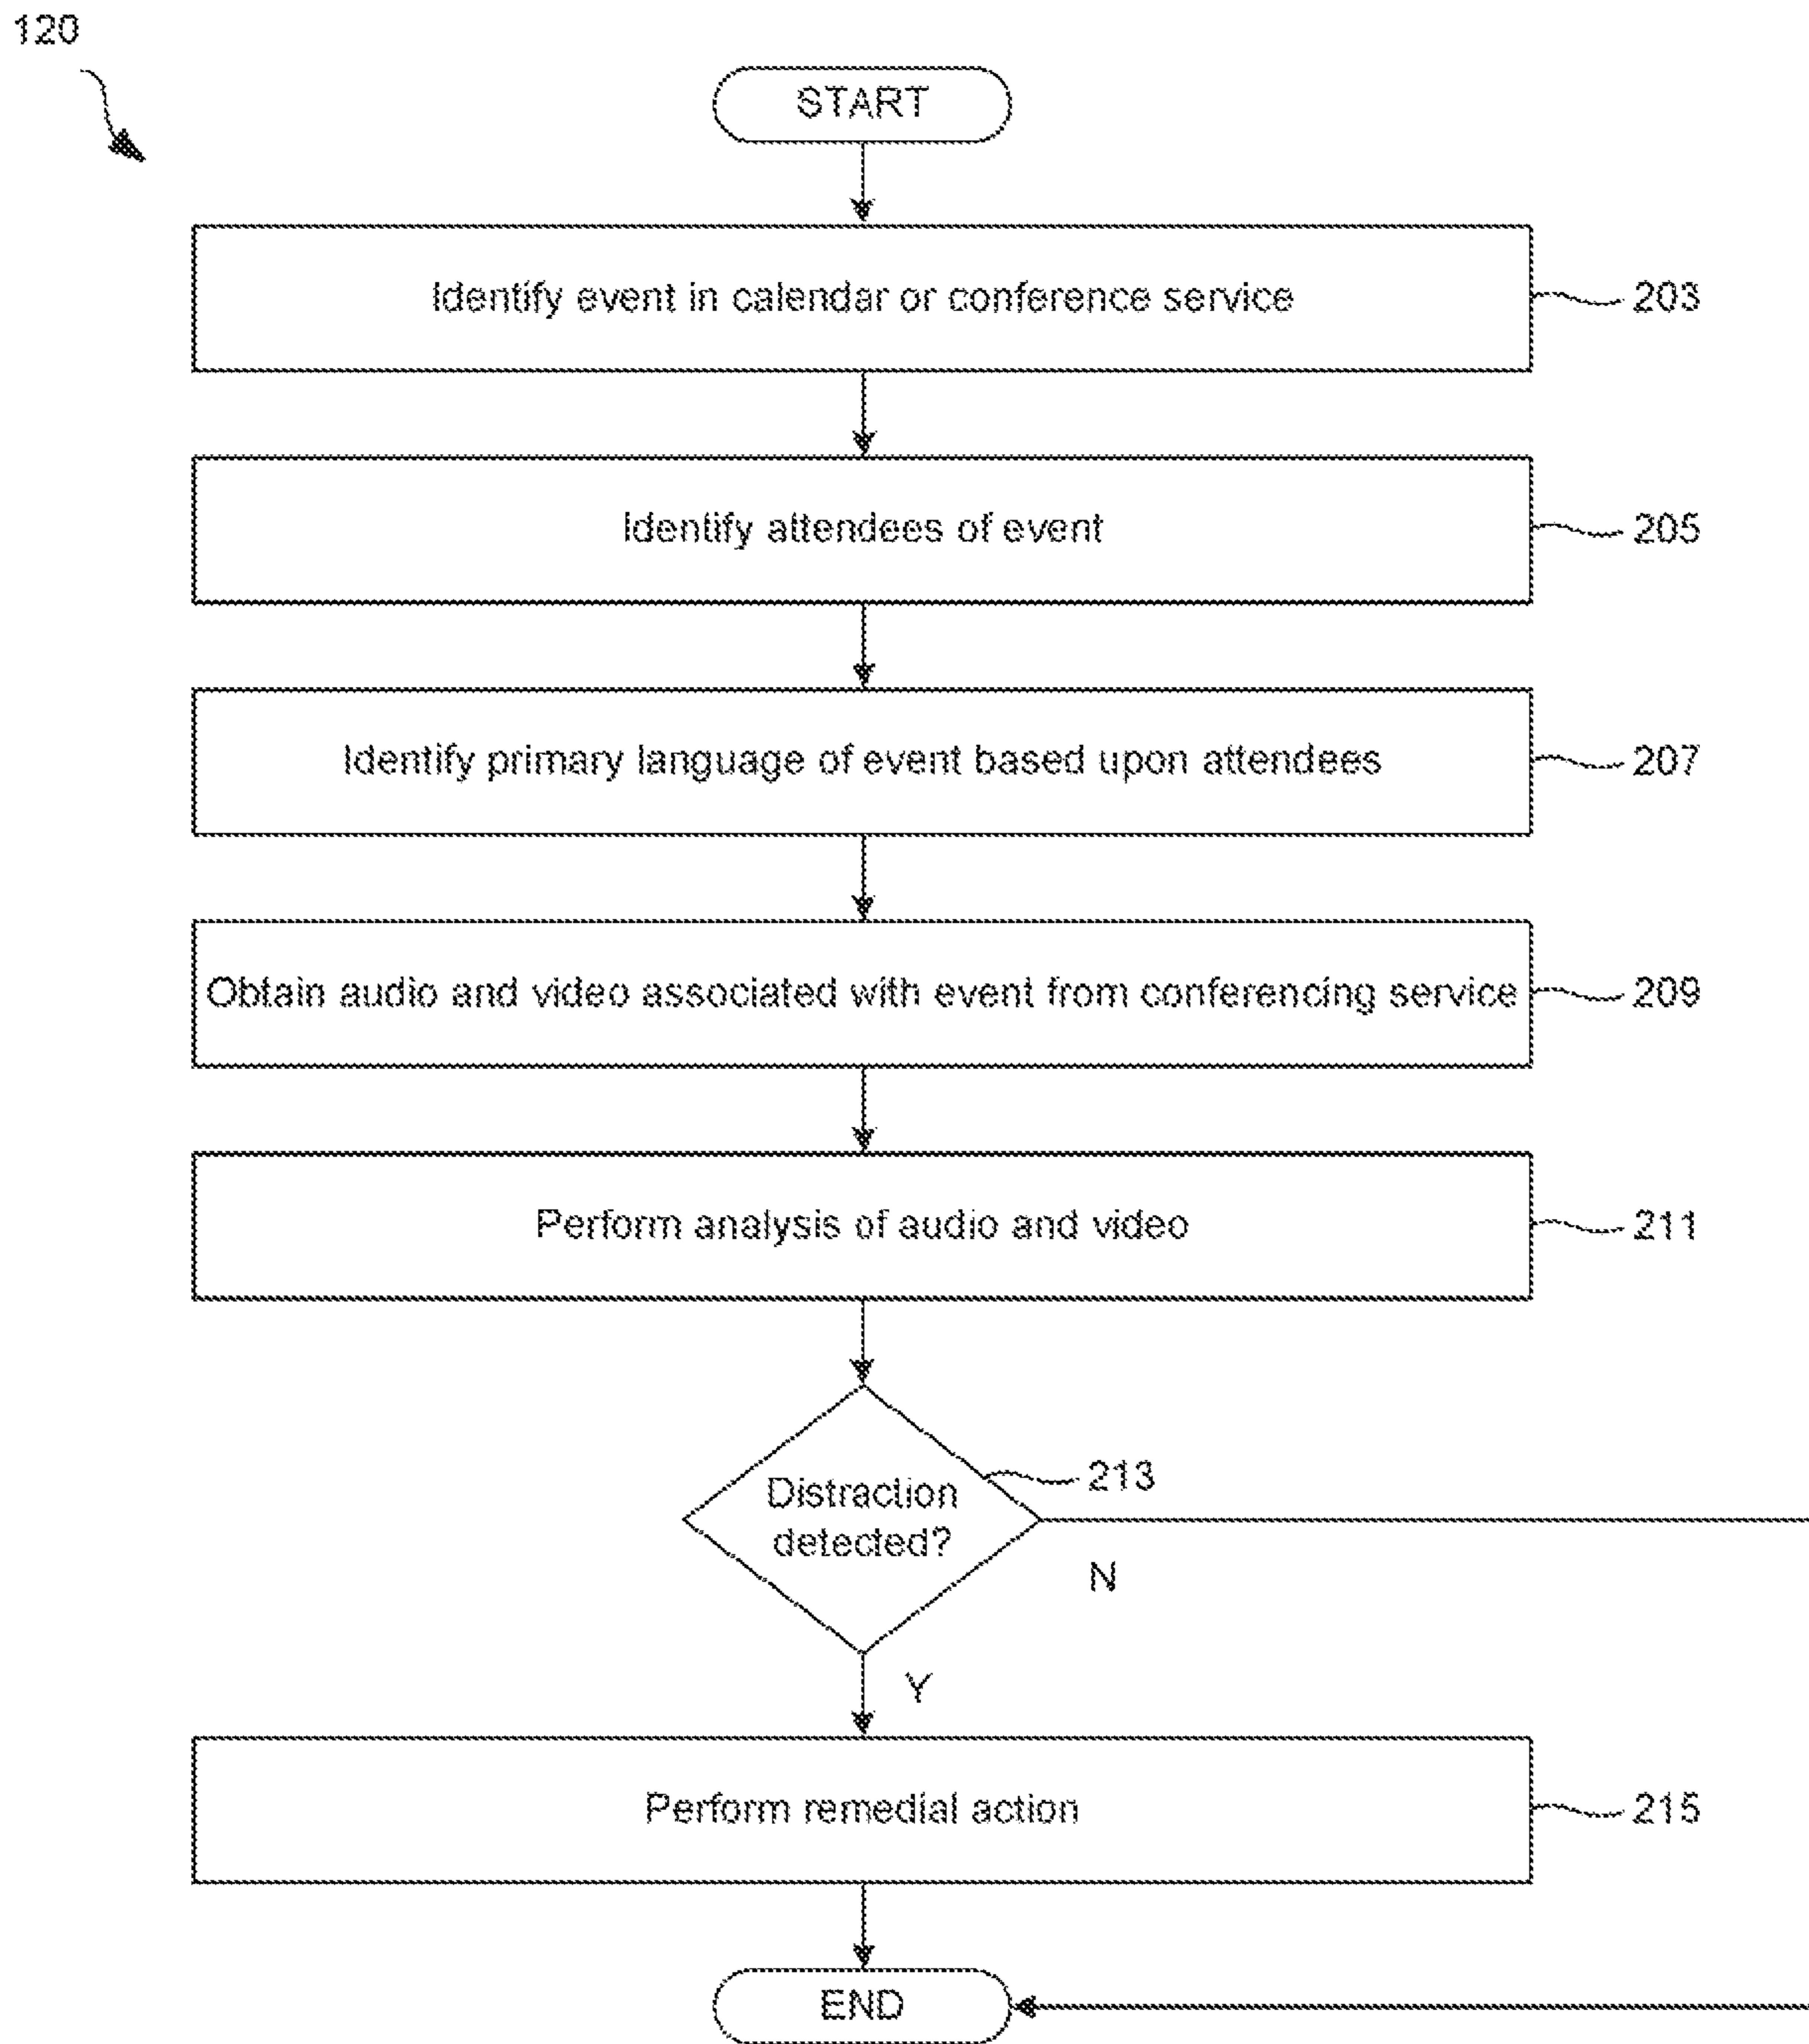 120
START
Identify event in calendar or conference service
203
Identify attendees of event
205
Identify primary language of event based upon attendees
207
Obtain audio and video associated with event from conferencing service
209
Perform analysis of audio and video
211
Distraction
detected?
213
N
Y
Perform remedial action
215
END